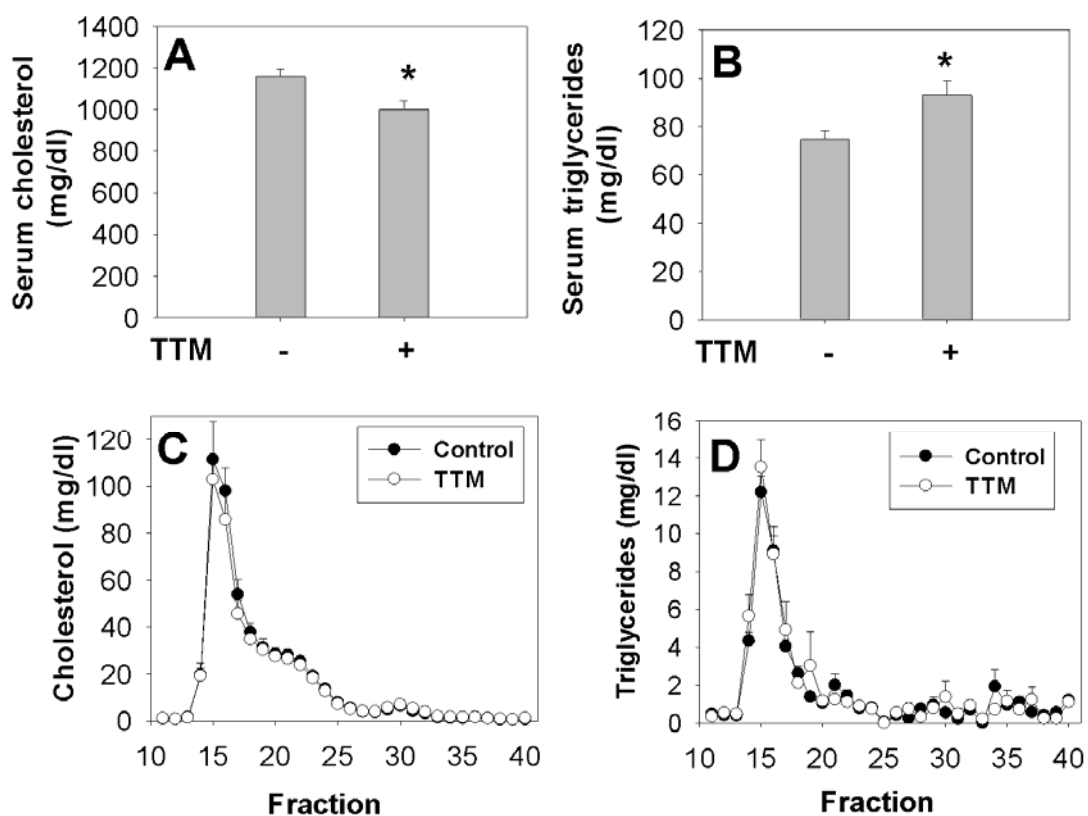 A
Serum cholesterol
(mg/dl)
1400
1200
1000
800
600
400
200
0
*
TTM - +
B
Serum triglycerides
(mg/dl)
120
100
80
60
40
20
0
*
TTM - +
C
Cholesterol (mg/dl)
120
100
80
60
40
20
0
Control
TTM
10 15 20 25 30 35 40
Fraction
D
Triglycerides (mg/dl)
16
14
12
10
8
6
4
2
0
Control
TTM
10 15 20 25 30 35 40
Fraction